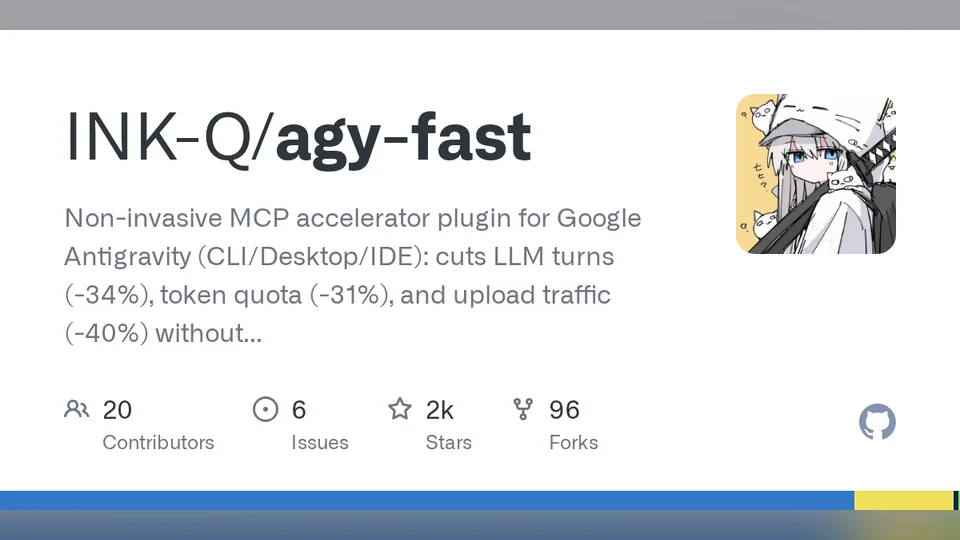 INK-Q/agy-fast
Non-invasive MCP accelerator plugin for Google
Antigravity (CLI/Desktop/IDE): cuts LLM turns
(-34%), token quota (-31%), and upload traffic
(-40%) without...
20
Contributors
6
Issues
2k
Stars
96
Forks